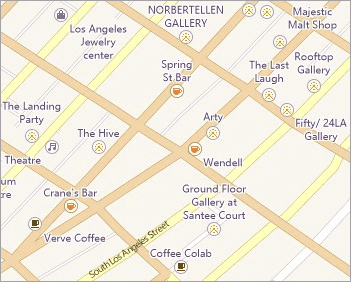 NORBERTELLEN
GALLERY
Majestic
Malt Shop
Los Angeles
Jewelry
center
Spring
St.Bar
The Last
Laugh
Rooftop
Gallery
The Landing
Party
The Hive
Arty
Fifty/ 24LA
Gallery
Theatre
Wendell
um
re
Crane's Bar
Ground Floor
Gallery at
Santee Court
Verve Coffee
South Los Angeles Street
Coffee Colab